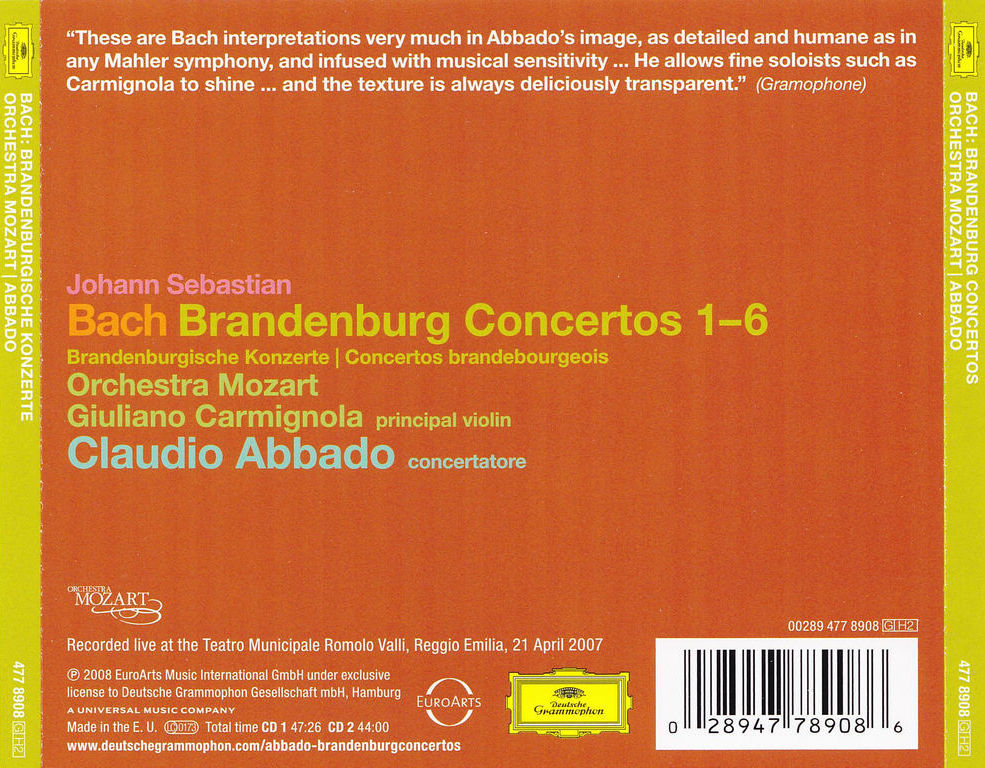 “These are Bach interpretations very much in Abbado’s image, as detailed and humane as in
any Mahler symphony, and infused with musical sensitivity ... He allows fine soloists such as
Carmignola to shine ... and the texture is always deliciously transparent.” (Gramophone)
Johann Sebastian
Bach Brandenburg Concertos 1–6
Brandenburgische Konzerte | Concertos brandebourgeois
Orchestra Mozart
Giuliano Carmignola principal violin
Claudio Abbado concertatore
ORCHESTRA
MOZART
00289 477 8908 GH2
Recorded live at the Teatro Municipale Romolo Valli, Reggio Emilia, 21 April 2007
℗ 2008 EuroArts Music International GmbH under exclusive
license to Deutsche Grammophon Gesellschaft mbH, Hamburg
A UNIVERSAL MUSIC COMPANY
Made in the E. U. LC0173 Total time CD 1 47:26 CD 2 44:00
www.deutschegrammophon.com/abbado-brandenburgconcertos
EUROARTS
Deutsche
Grammophon
0 28947 78908 6
BACH: BRANDENBURGISCHE KONZERTE
ORCHESTRA MOZART | ABBADO
477 8908 GH2
BACH: BRANDENBURG CONCERTOS
ORCHESTRA MOZART | ABBADO
477 8908 GH2